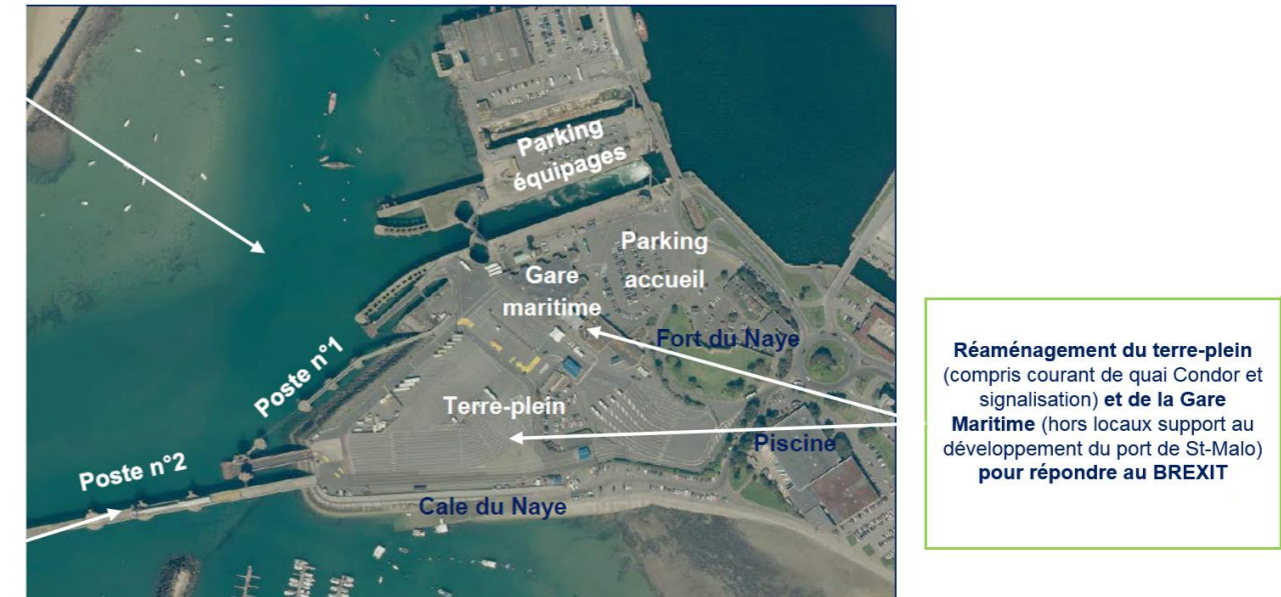 Parking
équipages
Parking
accueil
Gare
maritime
Fort du Naye
Poste n°1
Terre-plein
Piscine
Poste n°2
Cale du Naye
Réaménagement du terre-plein
(compris courant de quai Condor et
signalisation) et de la Gare
Maritime (hors locaux support au
développement du port de St-Malo)
pour répondre au BREXIT